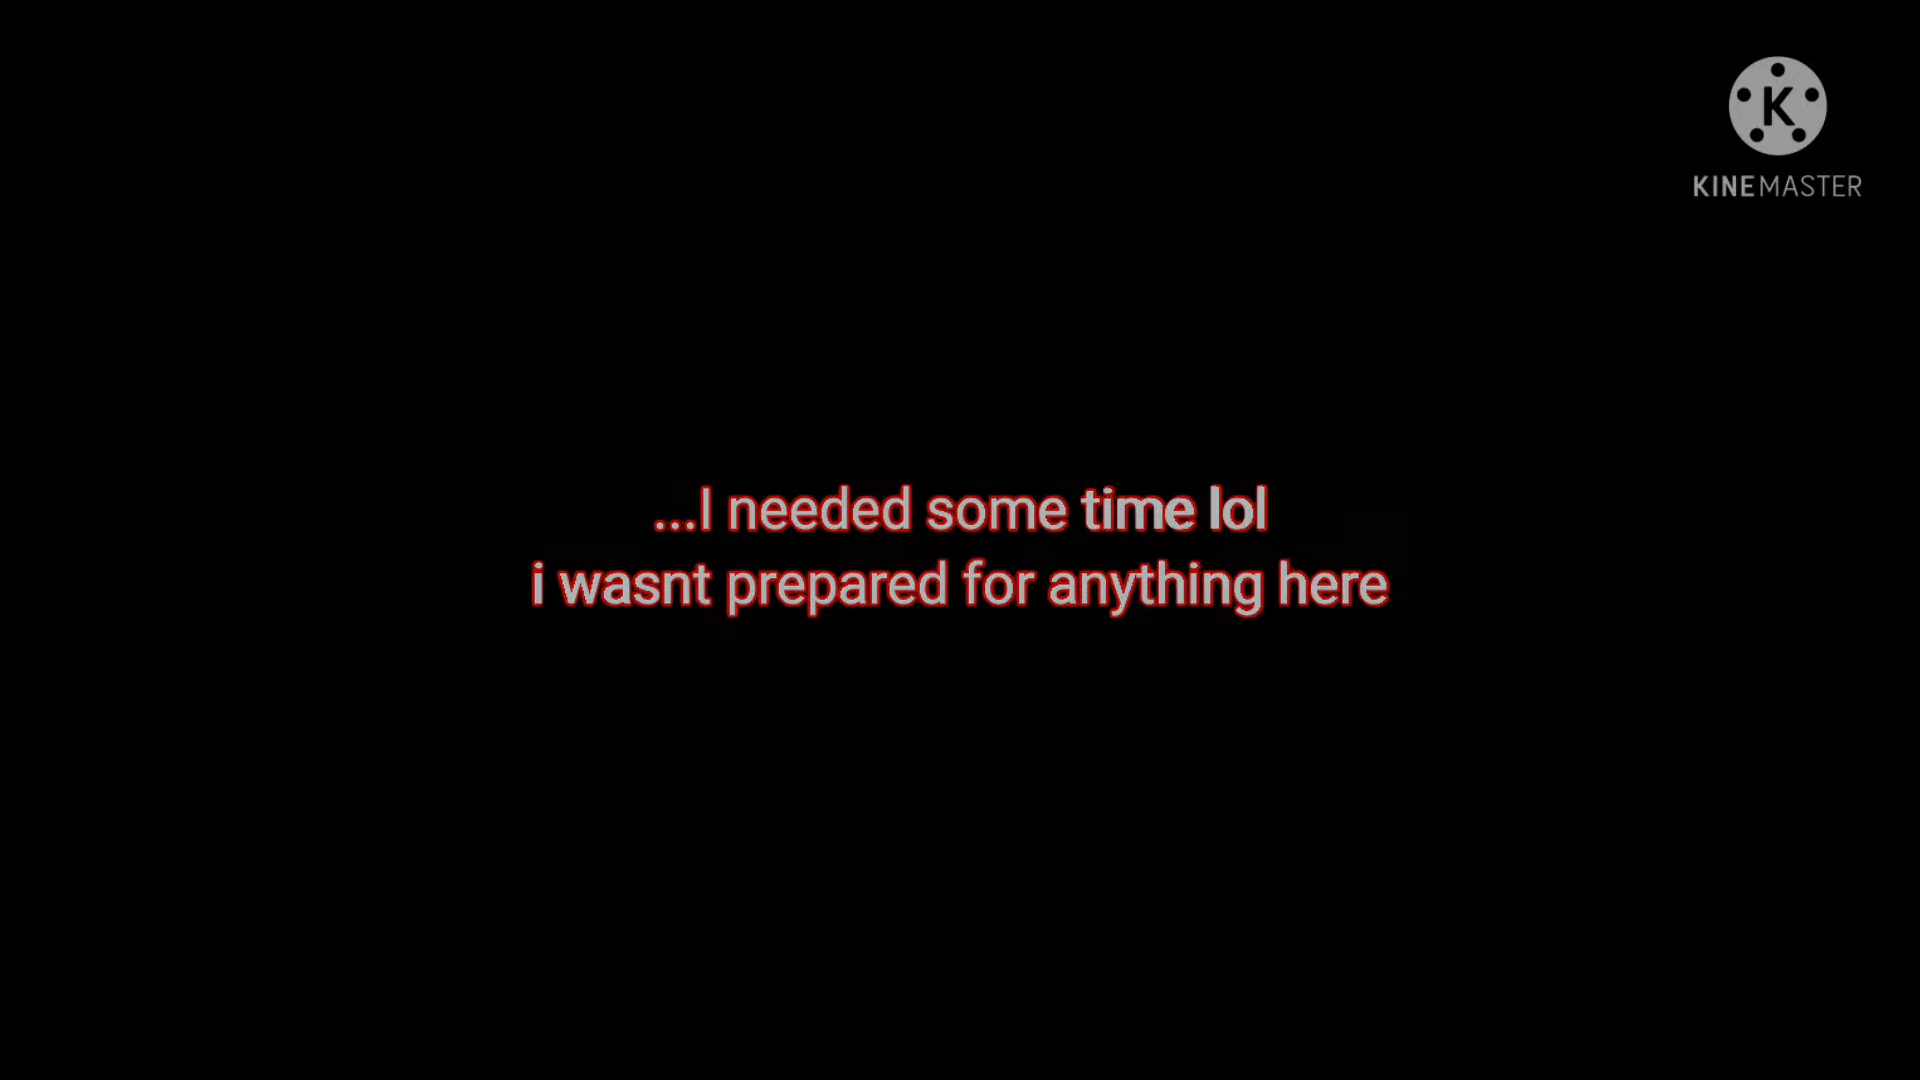 K
KINEMASTER
...I needed some time lol
i wasnt prepared for anything here